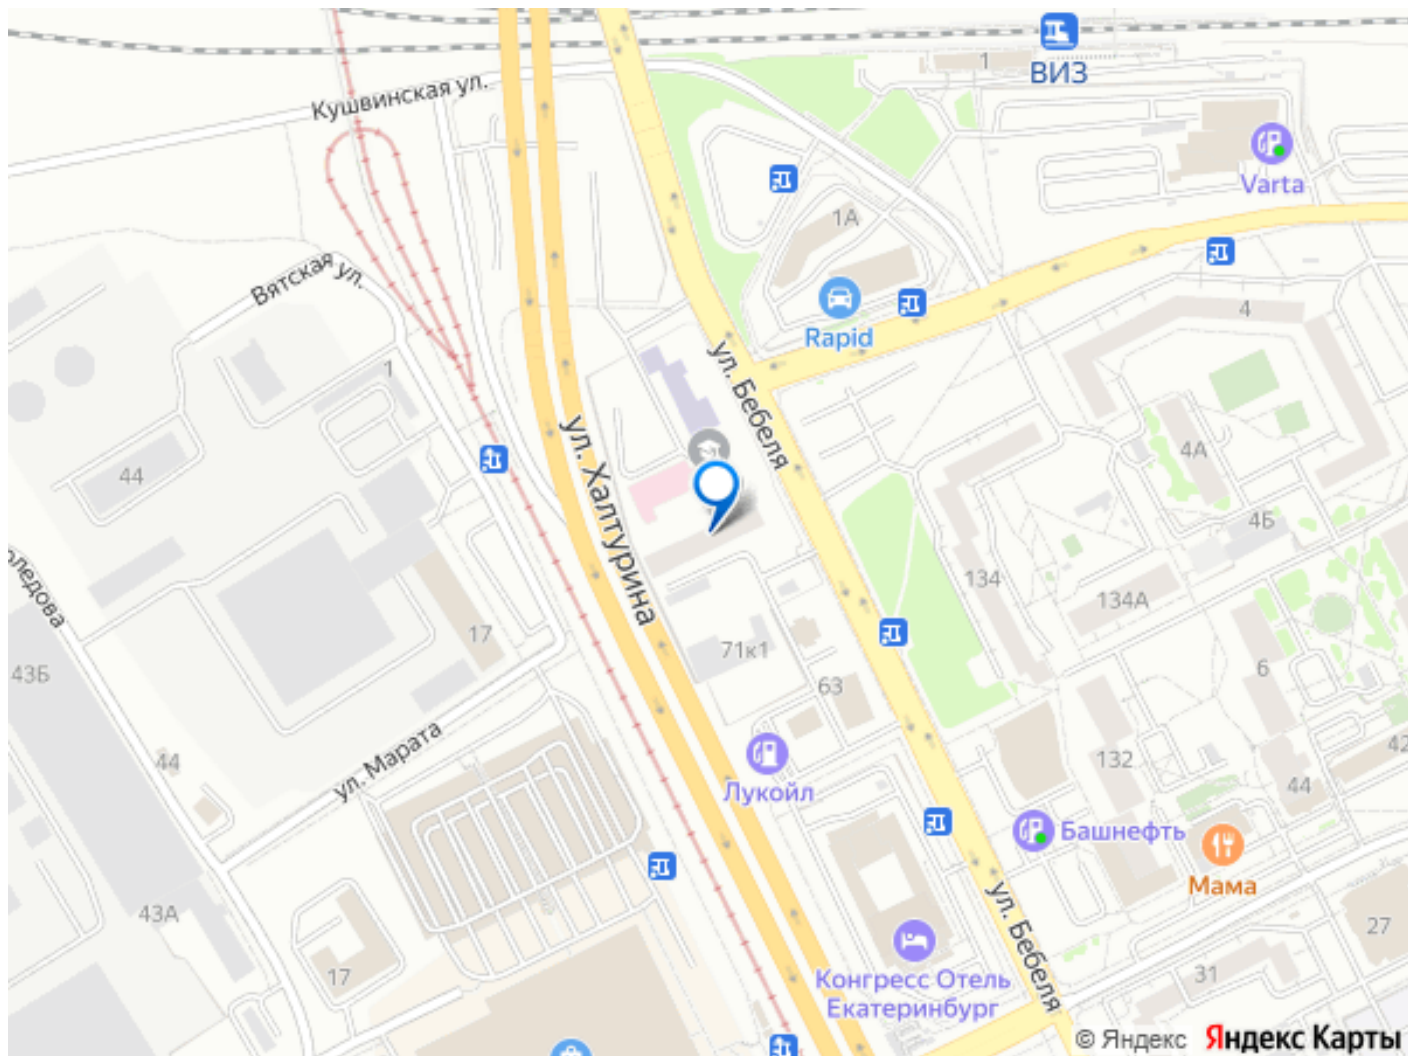 1
ВИЗ
Кушвинская ул.
Varta
1А
Вятская ул.
Rapid
4
ул. Бебеля
1
44
4А
ул. Халтурина
4Б
134
134А
оледова
17
43Б
71к1
63
6
ул. Марата
44
132
42
44
Лукойл
Башнефть
Мама
43А
ул. Бебеля
27
17
Конгресс Отель
Екатеринбург
31
© Яндекс Яндекс Карты